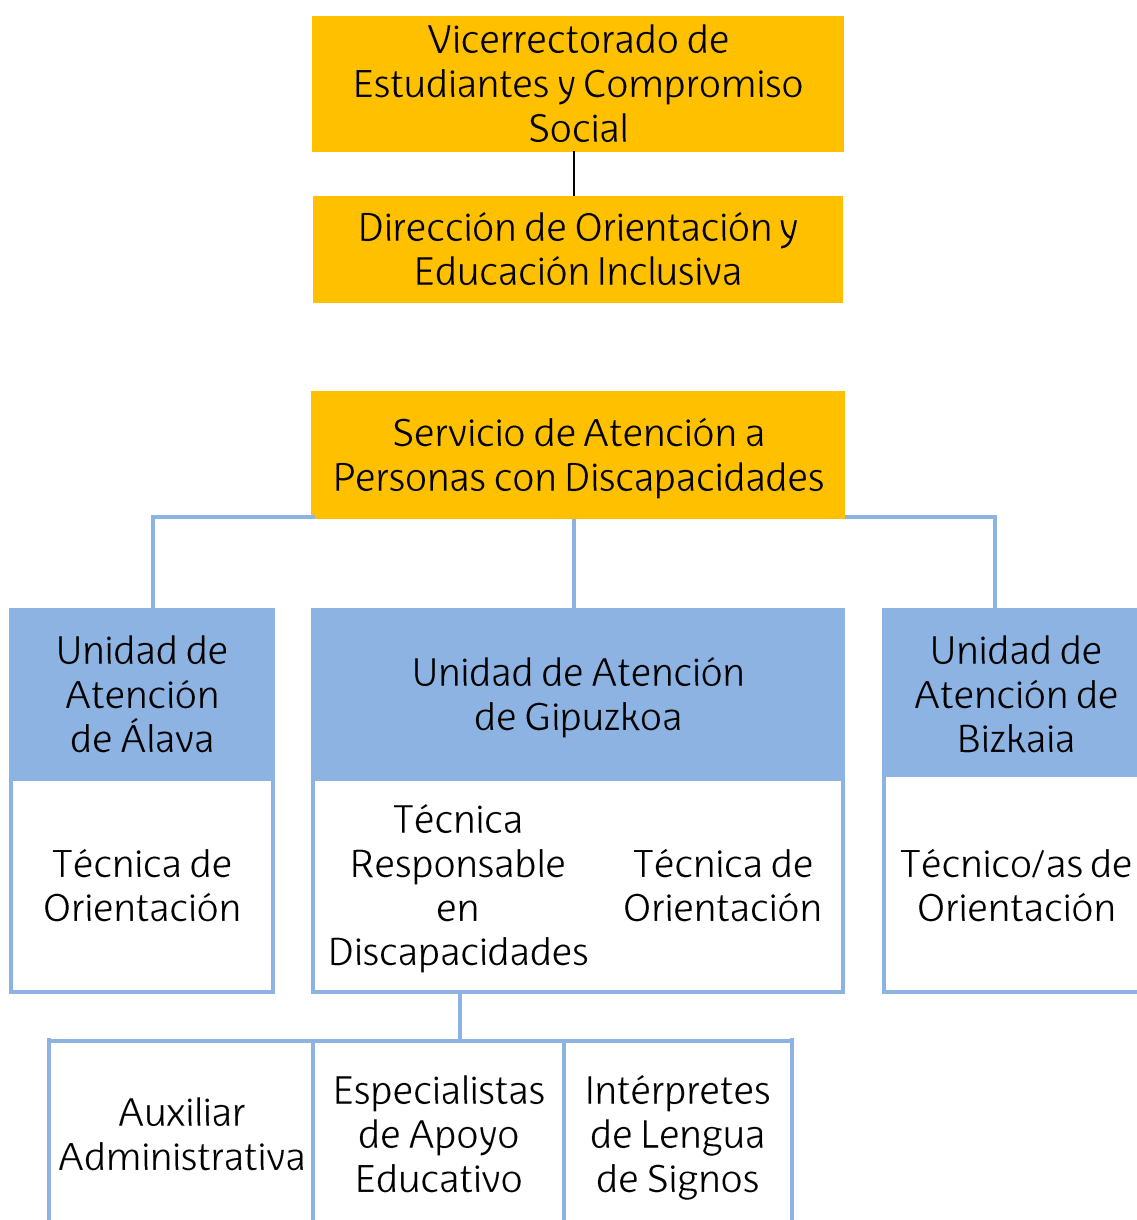 Vicerrectorado de
Estudiantes y Compromiso
Social
Dirección de Orientación y
Educación Inclusiva
Servicio de Atención a
Personas con Discapacidades
Unidad de
Atención
de Álava
Unidad de Atención
de Gipuzkoa
Unidad de
Atención de
Bizkaia
Técnica de
Orientación
Técnica
Responsable
en
Discapacidades
Técnica de
Orientación
Técnico/as de
Orientación
Auxiliar
Administrativa
Especialistas
de Apoyo
Educativo
Intérpretes
de Lengua
de Signos